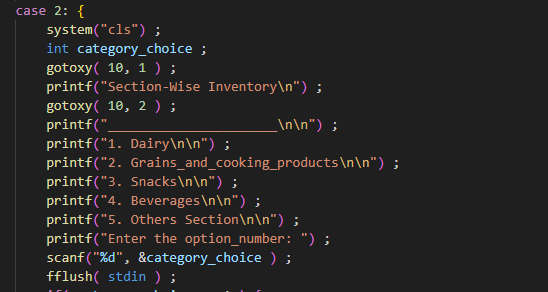 case 2: {
system("cls") ;
int category_choice ;
gotoxy( 10, 1 ) ;
printf("Section-Wise Inventory\n") ;
gotoxy( 10, 2 ) ;
printf("______________________\n\n") ;
printf("1. Dairy\n\n") ;
printf("2. Grains_and_cooking_products\n\n") ;
printf("3. Snacks\n\n") ;
printf("4. Beverages\n\n") ;
printf("5. Others Section\n\n") ;
printf("Enter the option_number: ") ;
scanf("%d", &category_choice ) ;
fflush( stdin ) ;